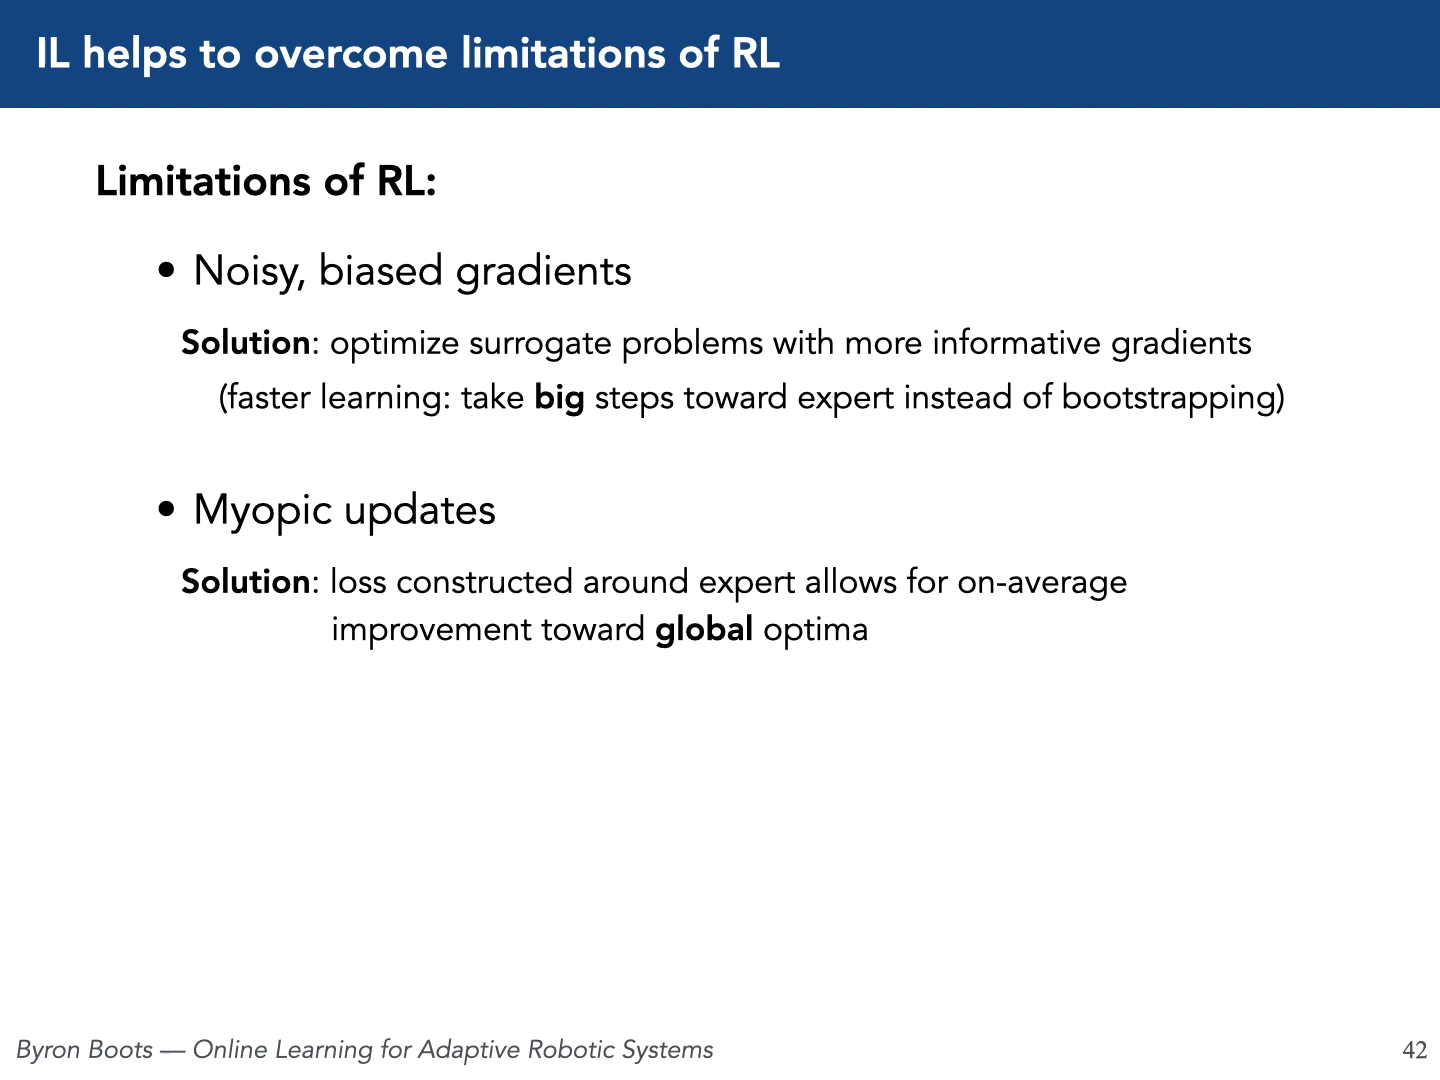 IL helps to overcome limitations of RL
Limitations of RL:
• Noisy, biased gradients
Solution: optimize surrogate problems with more informative gradients
(faster learning: take big steps toward expert instead of bootstrapping)
• Myopic updates
Solution: loss constructed around expert allows for on-average
improvement toward global optima
Byron Boots — Online Learning for Adaptive Robotic Systems
42